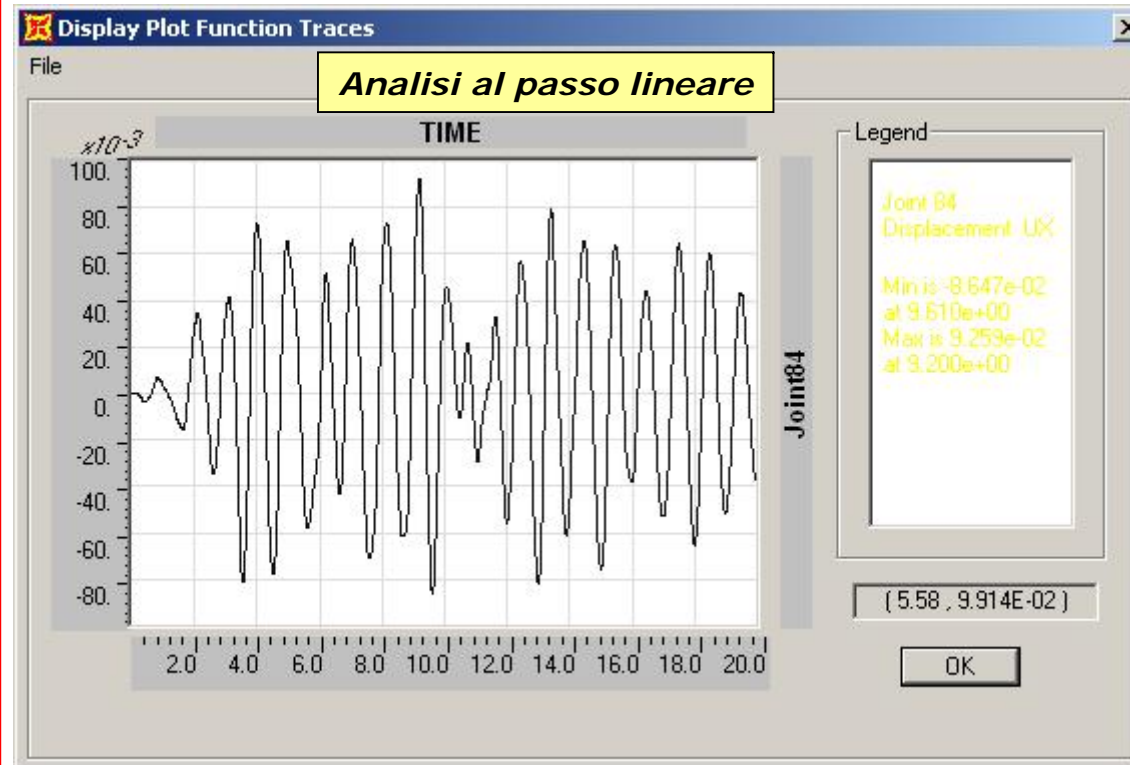 Display Plot Function Traces
File
Analisi al passo lineare
x10-3
TIME
100.
80.
60.
40.
20.
0.
-20.
-40.
-60.
-80.
2.0 4.0 6.0 8.0 10.0 12.0 14.0 16.0 18.0 20.0
Joint84
Legend
Joint 84
Displacement UX
Min is -8.647e-02
at 9.610e+00
Max is 9.259e-02
at 9.200e+00
( 5.58 , 9.914E-02 )
OK